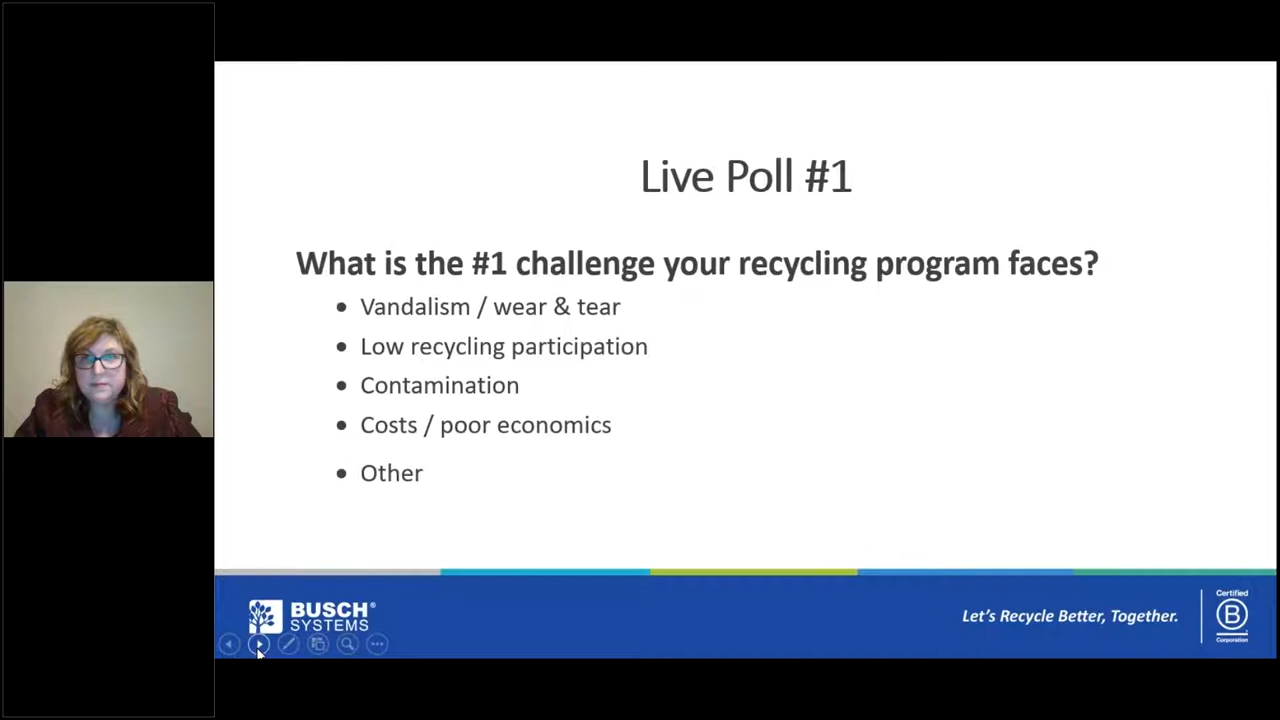 Live Poll #1
What is the #1 challenge your recycling program faces?
• Vandalism / wear & tear
• Low recycling participation
• Contamination
• Costs / poor economics
• Other
BUSCH®
SYSTEMS
Let's Recycle Better, Together.
Certified
B
Corporation